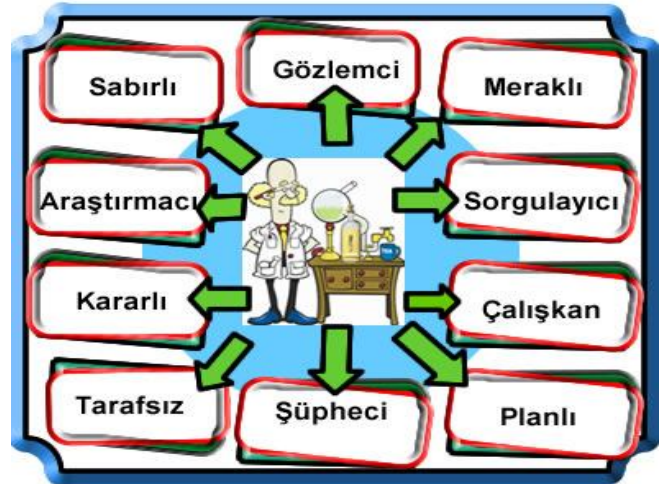 Sabırlı
Gözlemci
Meraklı
Araştırmacı
Sorgulayıcı
Kararlı
Çalışkan
Tarafsız
Şüpheci
Planlı